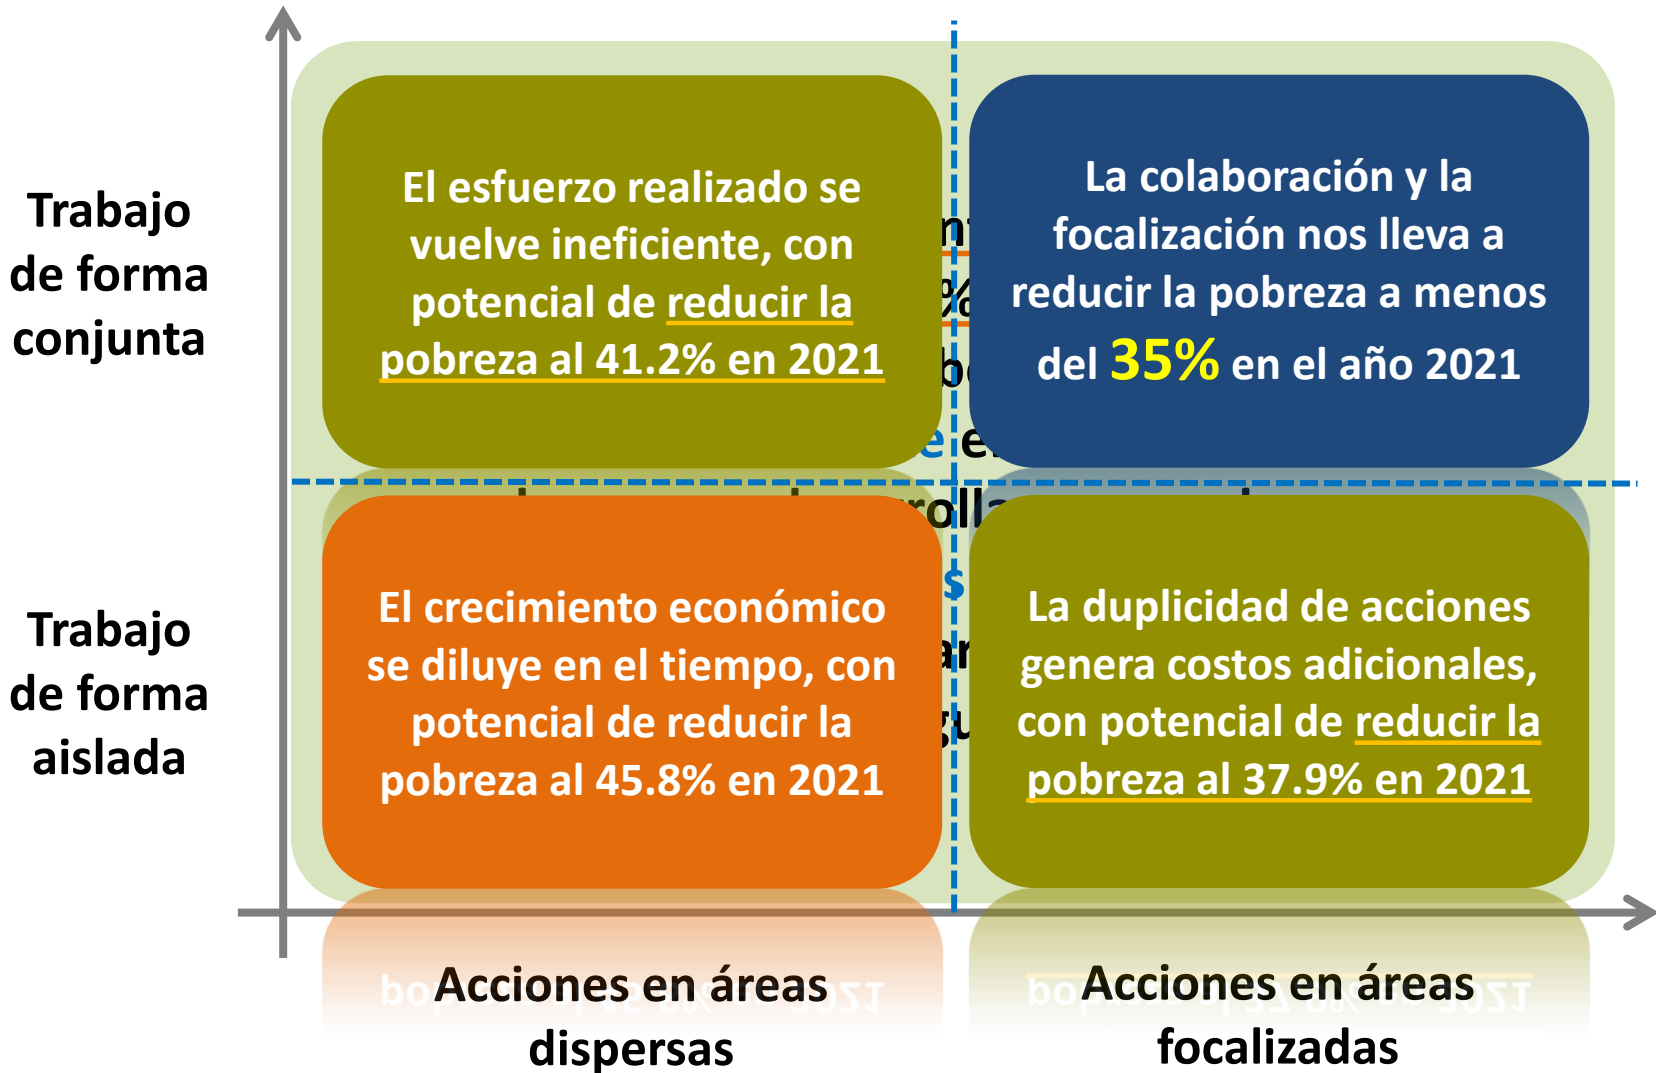 Trabajo
de forma
conjunta
El esfuerzo realizado se
vuelve ineficiente, con
potencial de reducir la
pobreza al 41.2% en 2021
La colaboración y la
focalización nos lleva a
reducir la pobreza a menos
del 35% en el año 2021
Trabajo
de forma
aislada
El crecimiento económico
se diluye en el tiempo, con
potencial de reducir la
pobreza al 45.8% en 2021
La duplicidad de acciones
genera costos adicionales,
con potencial de reducir la
pobreza al 37.9% en 2021
Acciones en áreas
dispersas
Acciones en áreas
focalizadas